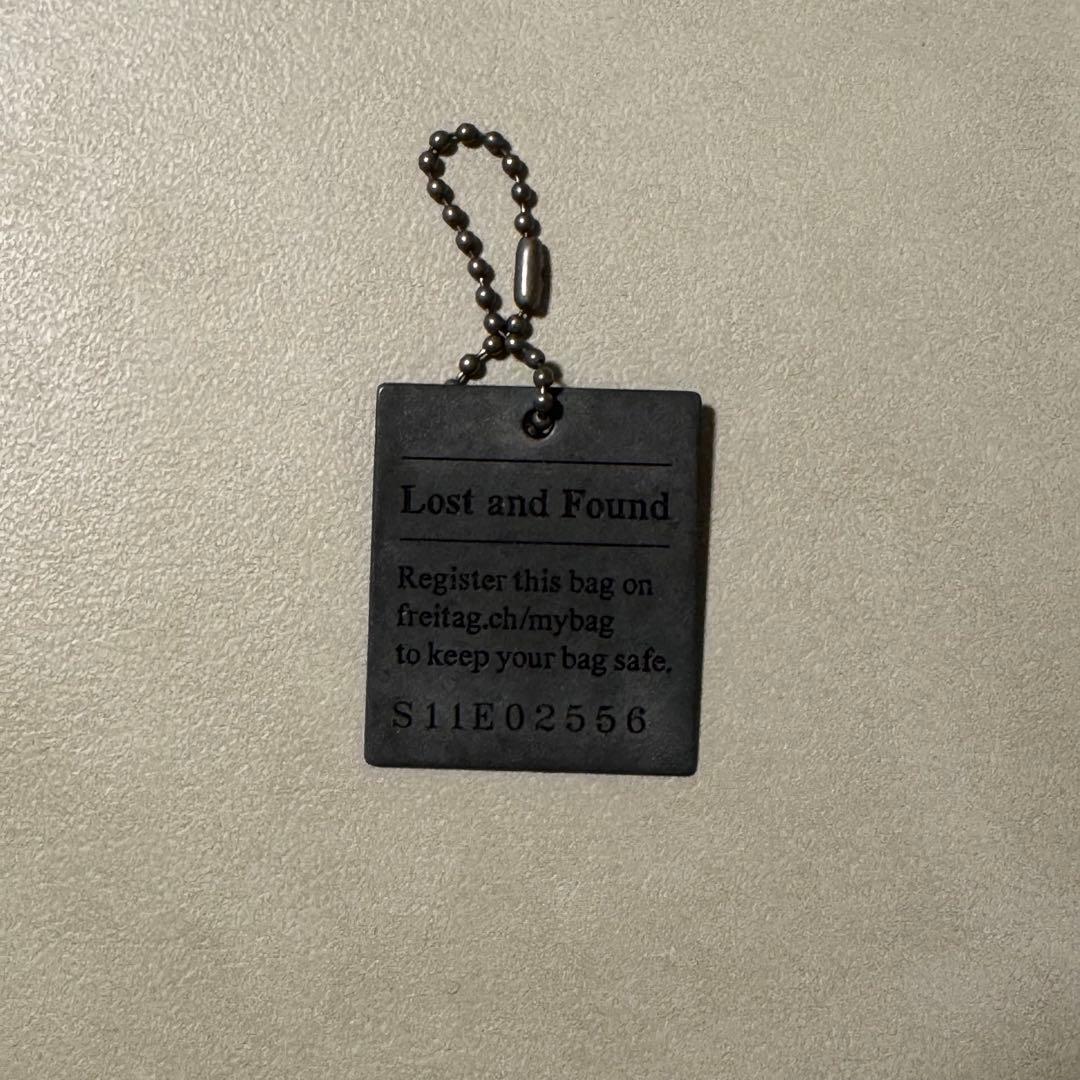 Lost and Found
Register this bag on
freitag.ch/mybag
to keep your bag safe.
S11E02556